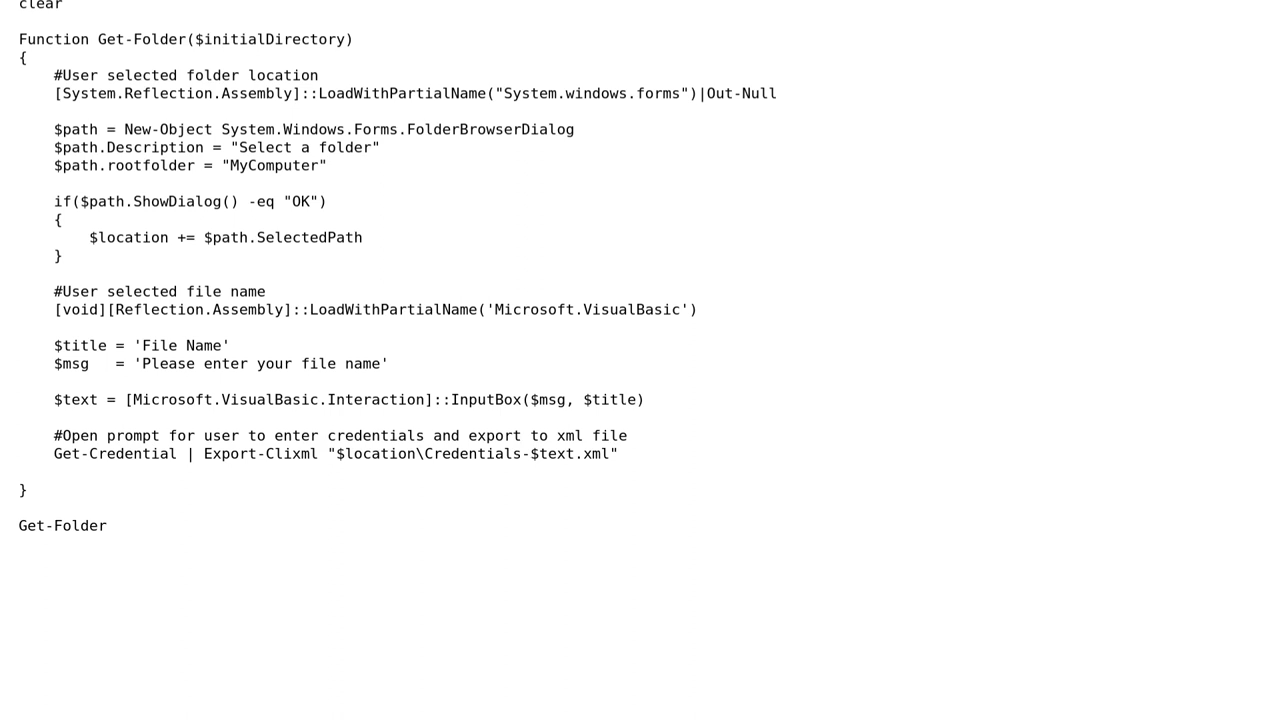 clear
Function Get-Folder($initialDirectory)
{
    #User selected folder location
    [System.Reflection.Assembly]::LoadWithPartialName("System.windows.forms")|Out-Null
    $path = New-Object System.Windows.Forms.FolderBrowserDialog
    $path.Description = "Select a folder"
    $path.rootfolder = "MyComputer"
    if($path.ShowDialog() -eq "OK")
    {
        $location += $path.SelectedPath
    }
    #User selected file name
    [void][Reflection.Assembly]::LoadWithPartialName('Microsoft.VisualBasic')
    $title = 'File Name'
    $msg   = 'Please enter your file name'
    $text = [Microsoft.VisualBasic.Interaction]::InputBox($msg, $title)
    #Open prompt for user to enter credentials and export to xml file
    Get-Credential | Export-Clixml "$location\Credentials-$text.xml"
}
Get-Folder